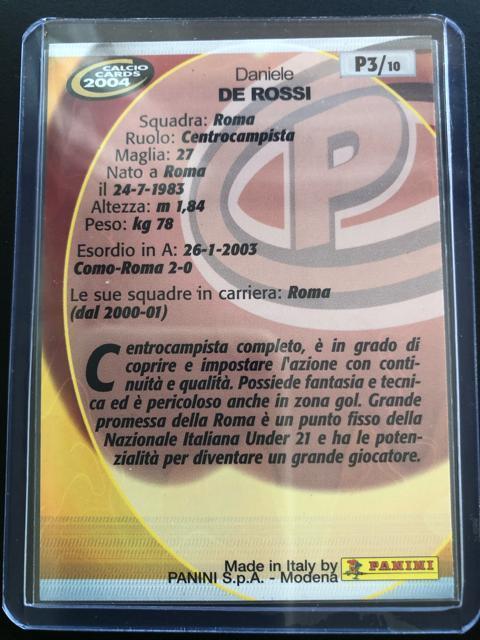 CALCIO
CARDS
2004
P3/10
Daniele
DE ROSSI
Squadra: Roma
Ruolo: Centrocampista
Maglia: 27
Nato a Roma
il 24-7-1983
Altezza: m 1,84
Peso: kg 78
Esordio in A: 26-1-2003
Como-Roma 2-0
Le sue squadre in carriera: Roma
(dal 2000-01)
Centrocampista completo, è in grado di
coprire e impostare l'azione con conti-
nuità e qualità. Possiede fantasia e tecni-
ca ed è pericoloso anche in zona gol. Grande
promessa della Roma è un punto fisso della
Nazionale Italiana Under 21 e ha le poten-
zialità per diventare un grande giocatore.
Made in Italy by
PANINI S.p.A. - Modena
PANINI
P